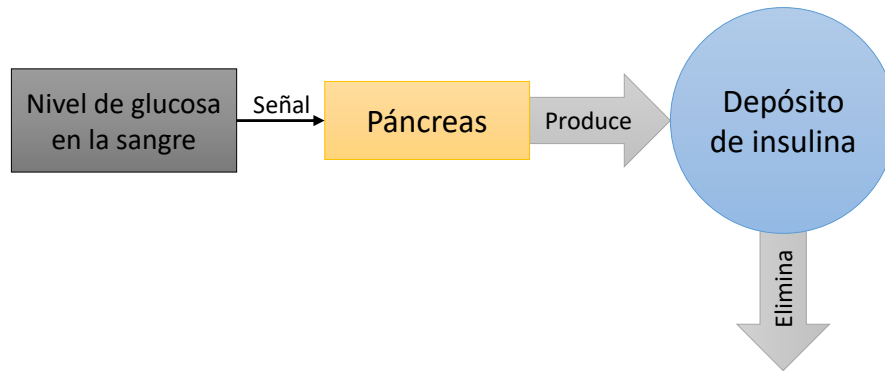 Nivel de glucosa
en la sangre
Señal
Páncreas
Produce
Depósito
de insulina
Elimina